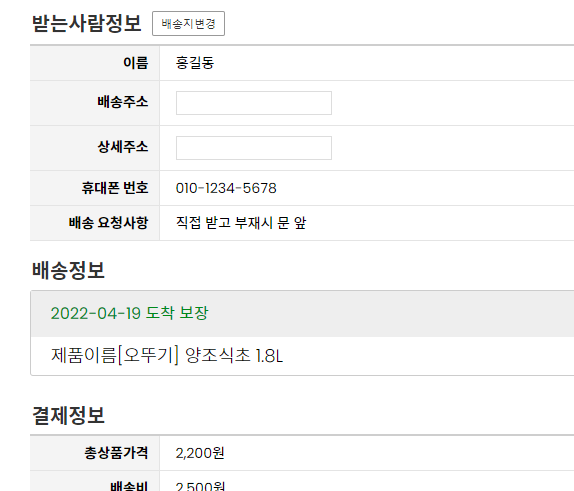 받는사람정보 배송지변경
이름 홍길동
배송주소
상세주소
휴대폰 번호 010-1234-5678
배송 요청사항 직접 받고 부재시 문 앞
배송정보
2022-04-19 도착 보장
제품이름[오뚜기] 양조식초 1.8L
결제정보
총상품가격 2,200원
배송비 2,500원